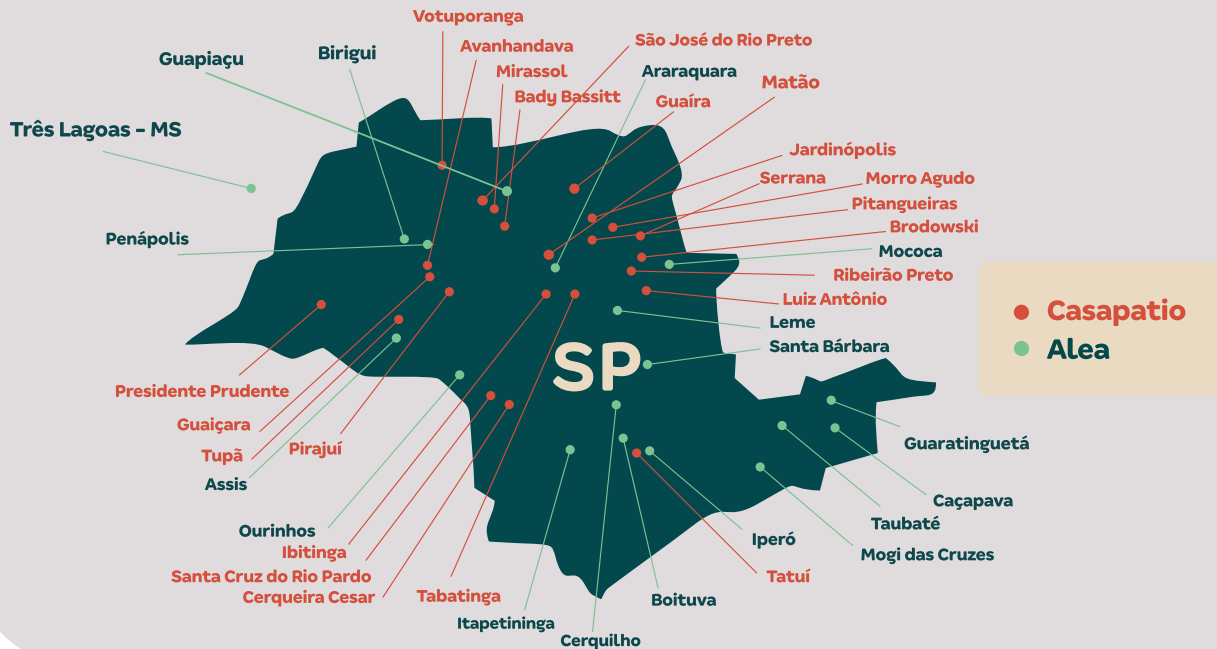 Votuporanga
São José do Rio Preto
Avanhandava
Birigui
Guapiaçu
Mirassol
Araraquara
Matão
Bady Bassitt
Guaíra
Três Lagoas - MS
Jardinópolis
Serrana
Morro Agudo
Pitangueiras
Brodowski
Penápolis
Mococa
Ribeirão Preto
Luiz Antônio
Casapatio
Leme
Santa Bárbara
Alea
SP
Presidente Prudente
Guaiçara
Pirajuí
Guaratinguetá
Tupã
Assis
Caçapava
Taubaté
Ourinhos
Iperó
Ibitinga
Mogi das Cruzes
Santa Cruz do Rio Pardo
Tatuí
Cerqueira Cesar
Tabatinga
Boituva
Itapetininga
Cerquilho